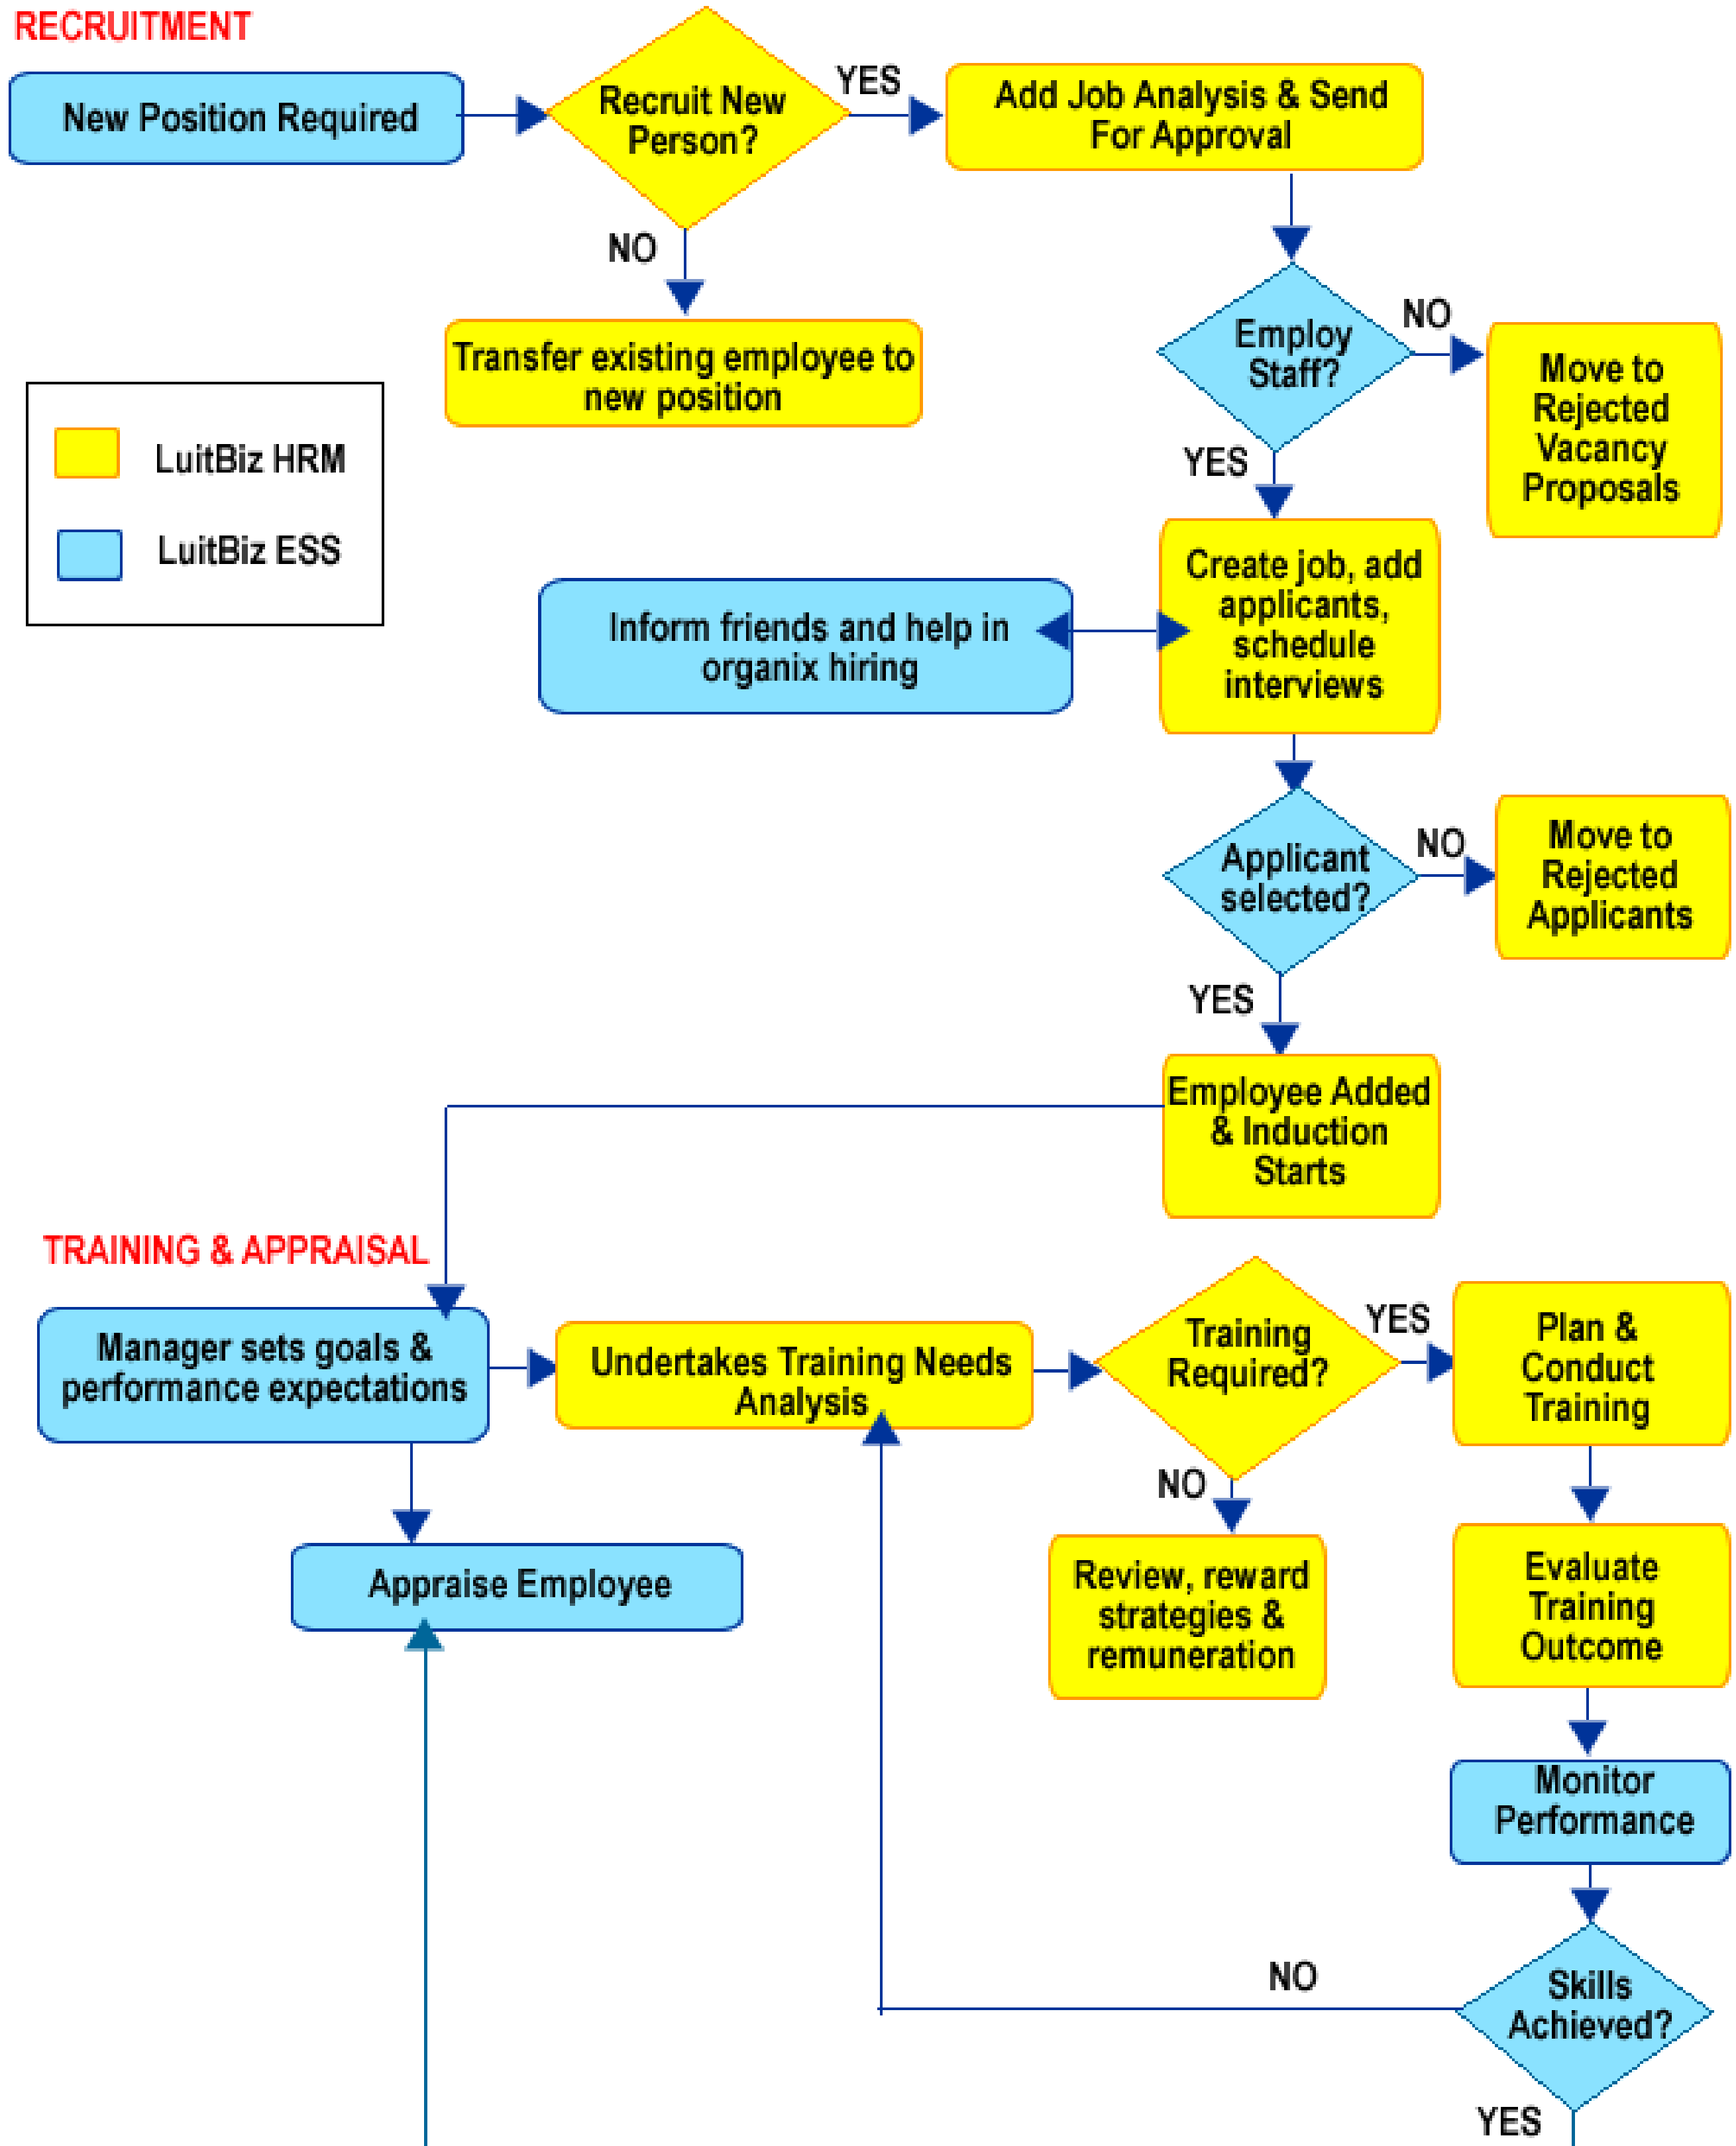 RECRUITMENT
New Position Required
Recruit New
Person?
YES
Add Job Analysis & Send
For Approval
NO
Transfer existing employee to
new position
Employ
Staff?
NO
Move to
Rejected
Vacancy
Proposals
LuitBiz HRM
LuitBiz ESS
YES
Create job, add
applicants,
schedule
interviews
Inform friends and help in
organix hiring
Applicant
selected?
NO
Move to
Rejected
Applicants
YES
Employee Added
& Induction
Starts
TRAINING & APPRAISAL
Manager sets goals &
performance expectations
Undertakes Training Needs
Analysis
Training
Required?
YES
Plan &
Conduct
Training
NO
Appraise Employee
Review, reward
strategies &
remuneration
Evaluate
Training
Outcome
Monitor
Performance
NO
Skills
Achieved?
YES